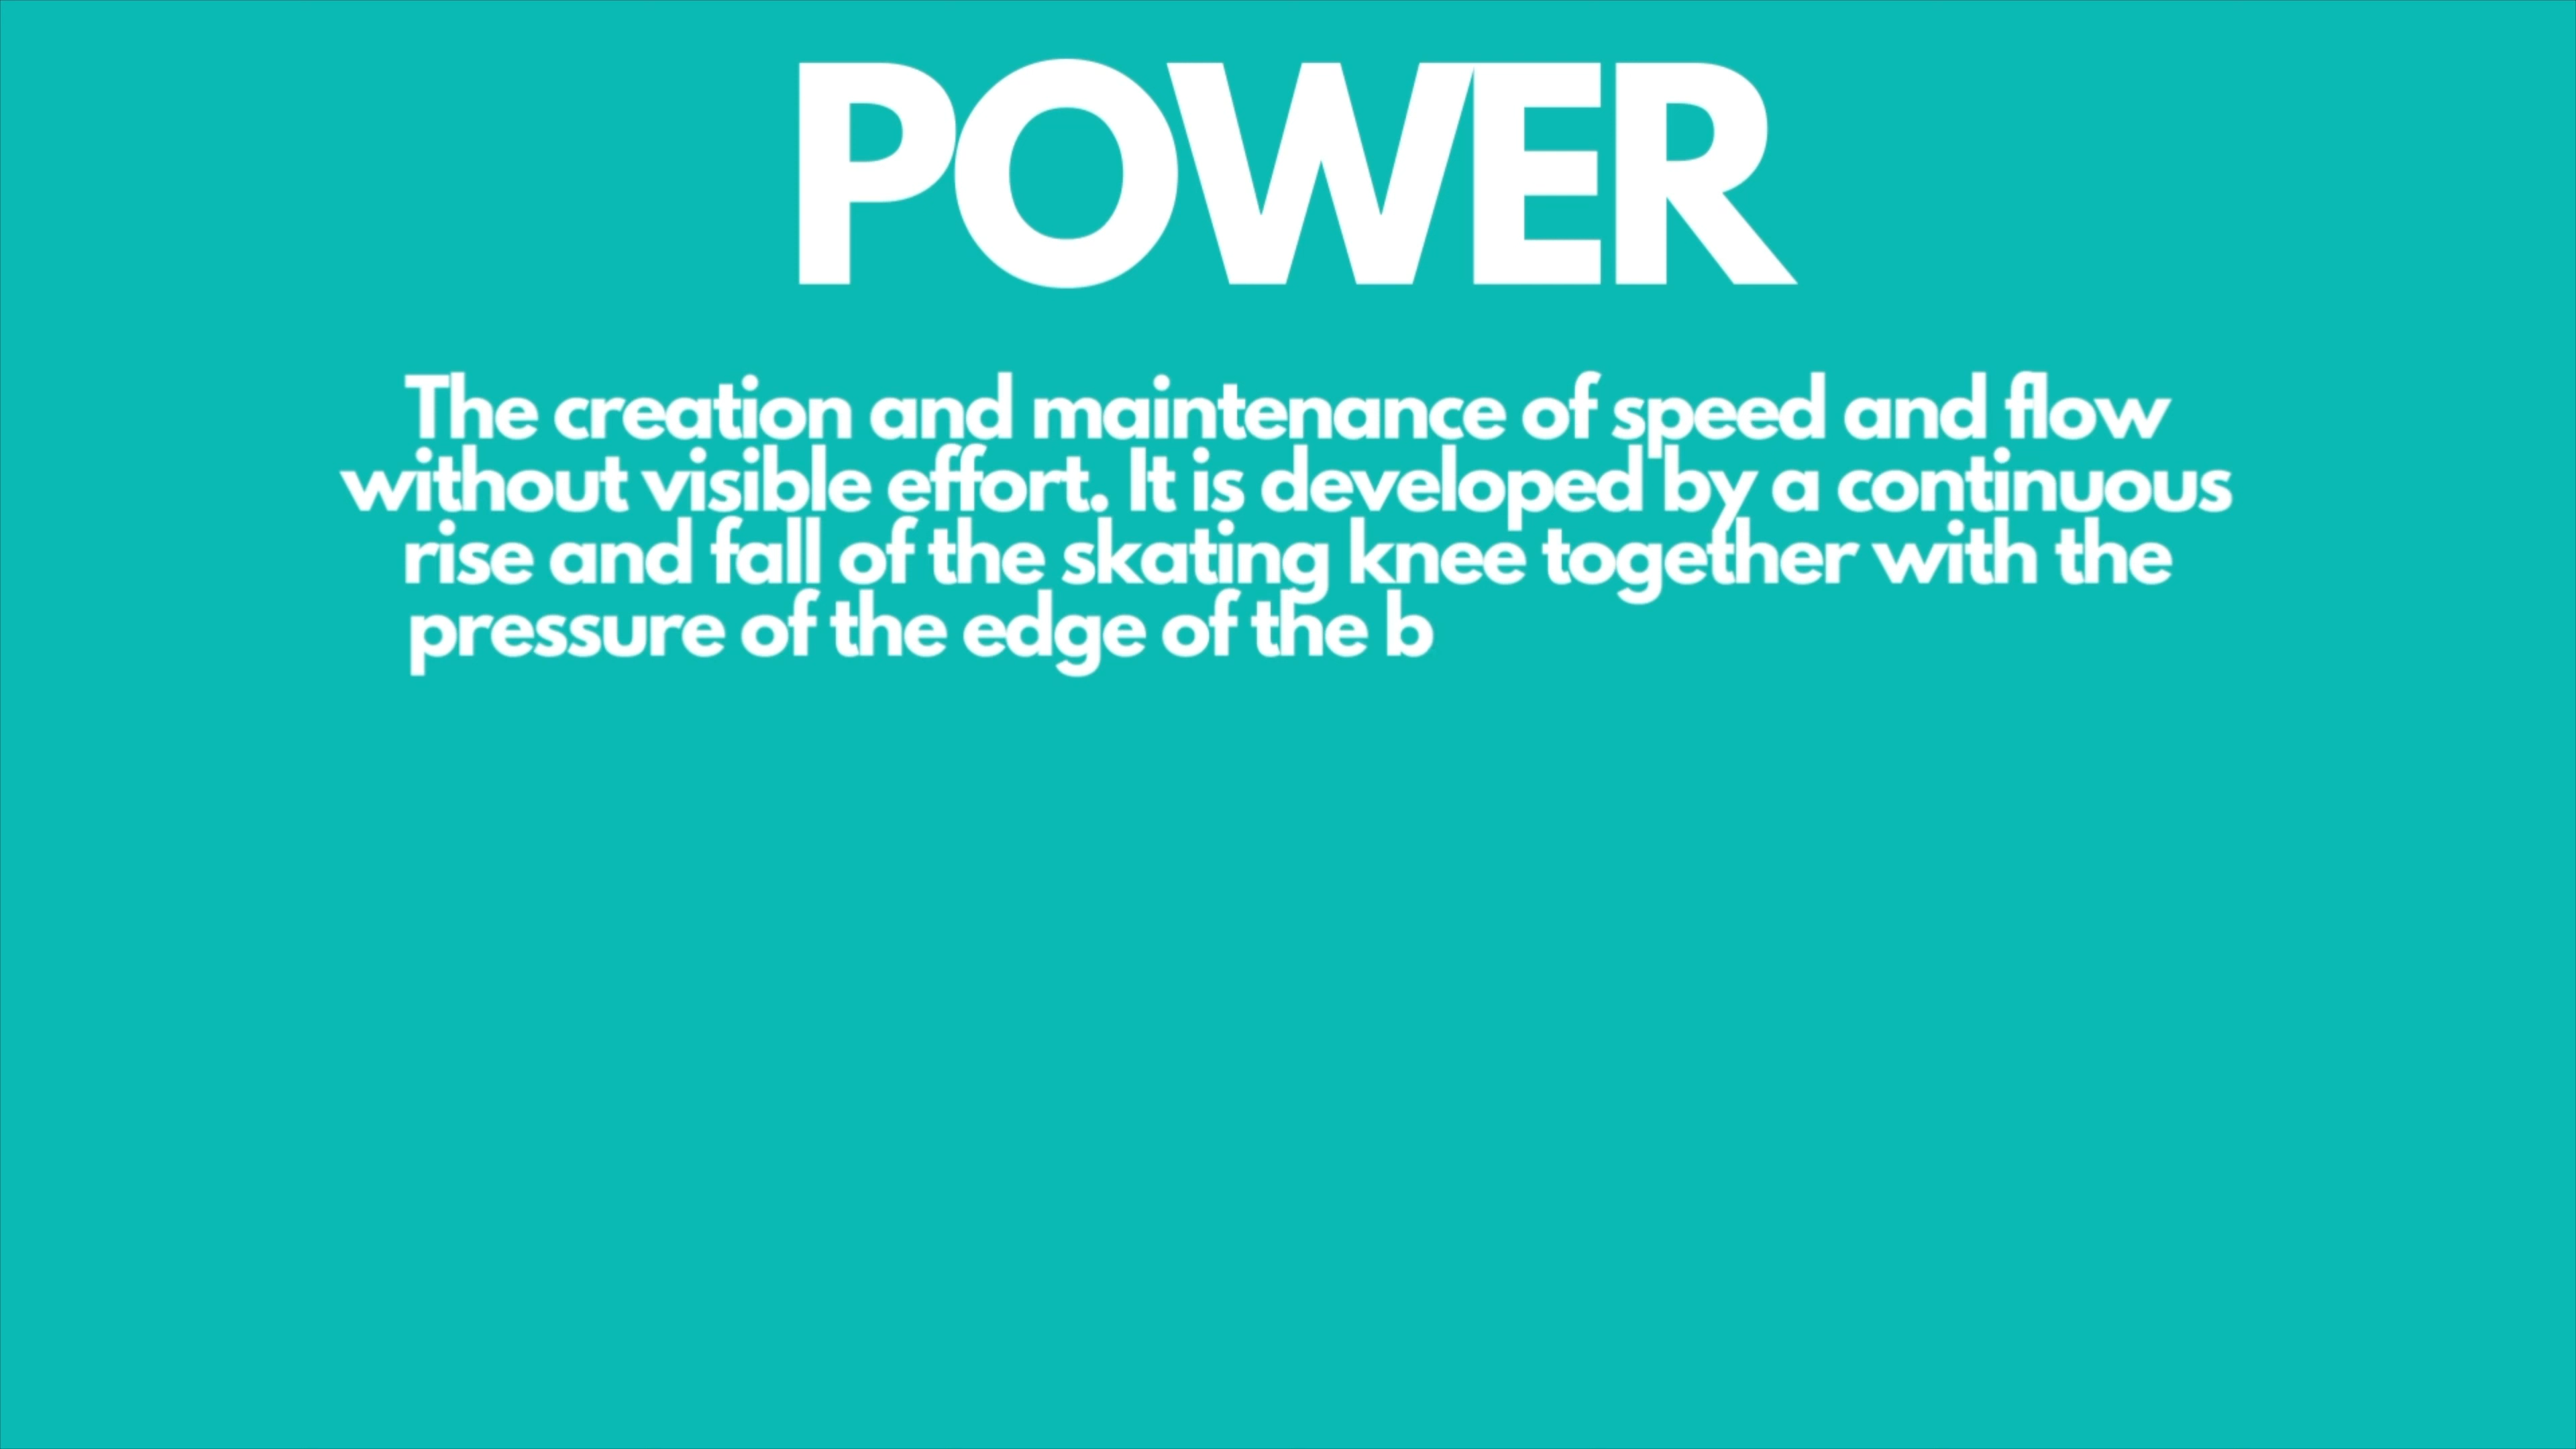 POWER
The creation and maintenance of speed and flow
without visible effort. It is developed by a continuous
rise and fall of the skating knee together with the
pressure of the edge of the b